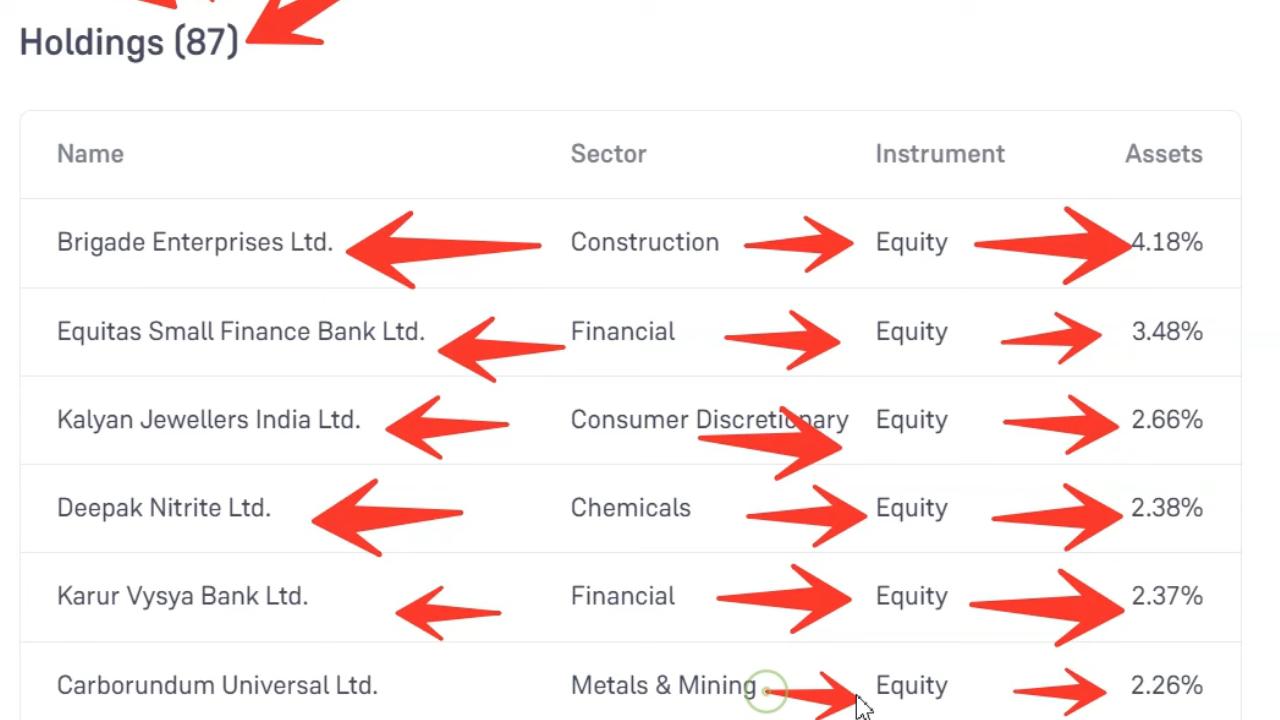 Holdings (87)
Name Sector Instrument Assets
Brigade Enterprises Ltd. Construction Equity 4.18%
Equitas Small Finance Bank Ltd. Financial Equity 3.48%
Kalyan Jewellers India Ltd. Consumer Discretionary Equity 2.66%
Deepak Nitrite Ltd. Chemicals Equity 2.38%
Karur Vysya Bank Ltd. Financial Equity 2.37%
Carborundum Universal Ltd. Metals & Mining Equity 2.26%